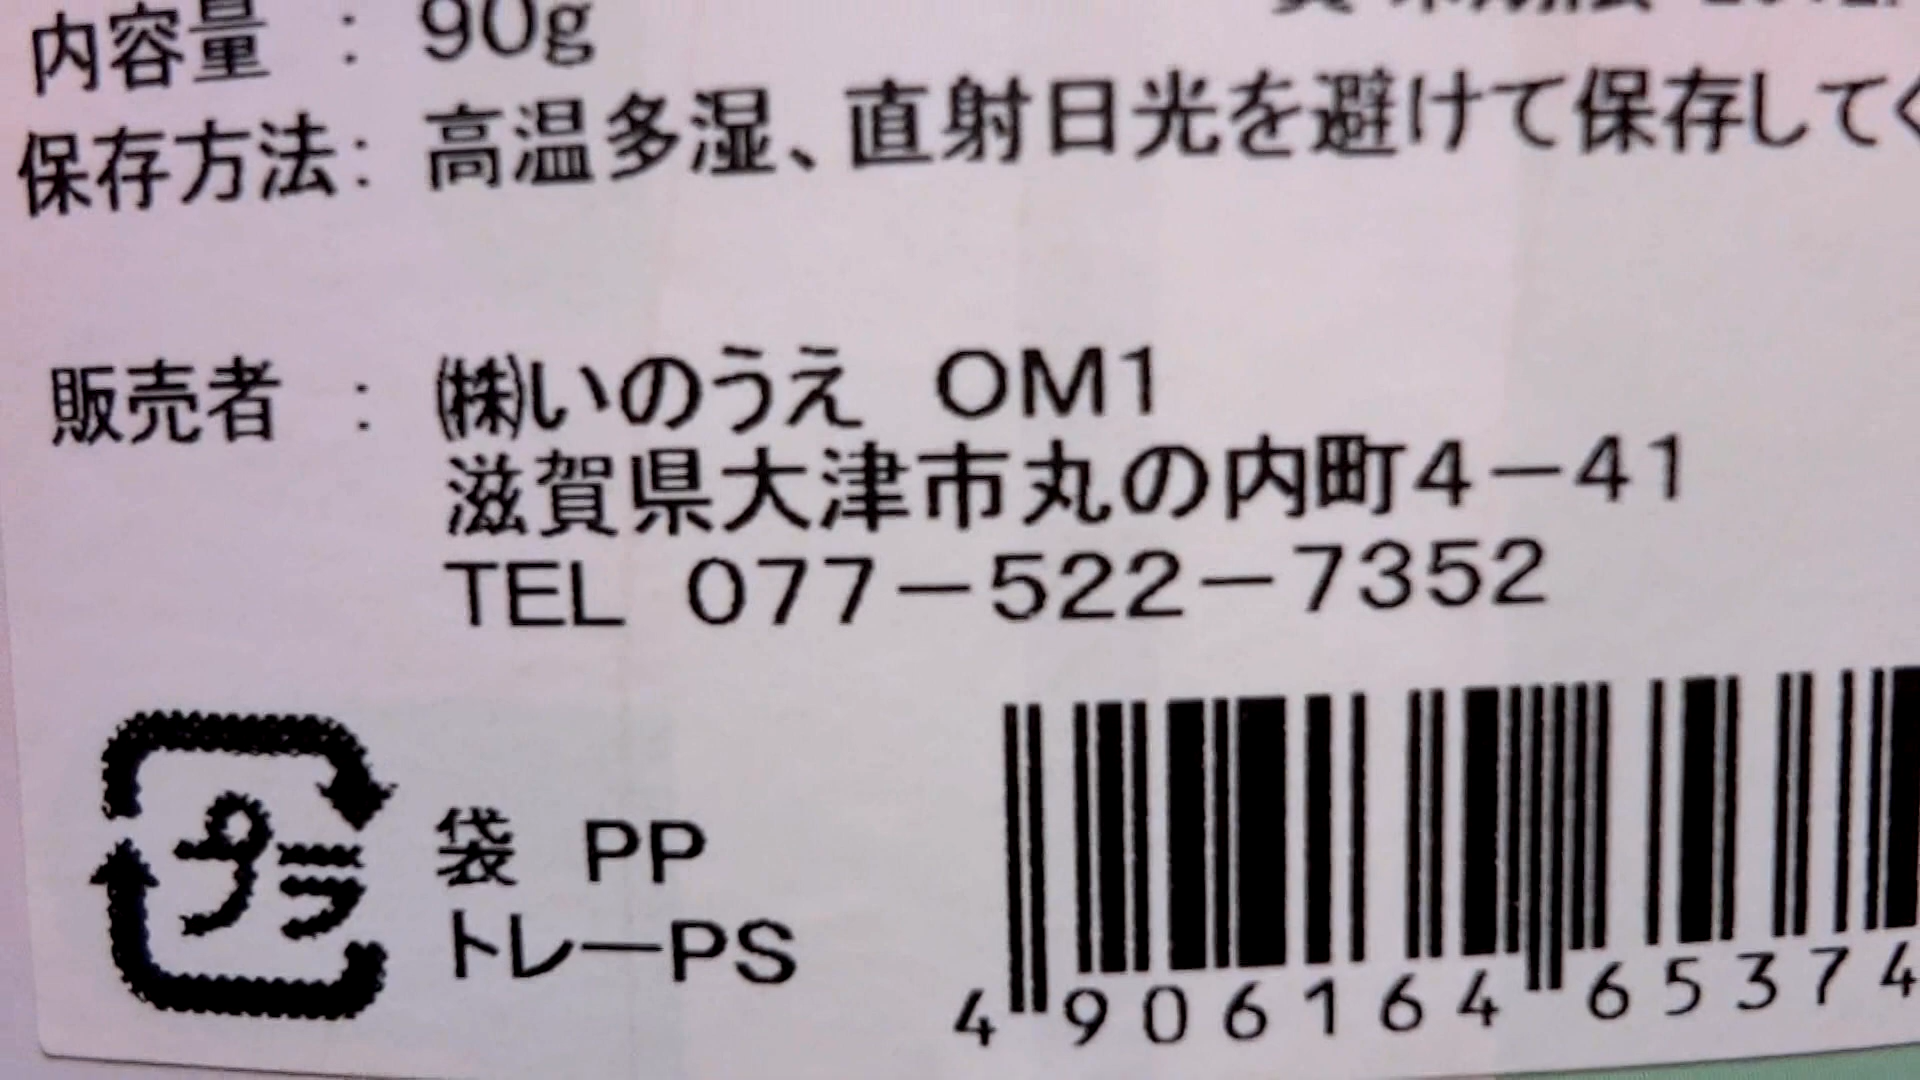 内容量 : 90g
保存方法: 高温多湿、直射日光を避けて保存してく
販売者 : ㈱いのうえ OM1
滋賀県大津市丸の内町4-41
TEL 077-522-7352
プラ
袋 PP
トレーPS
4 906164 65374